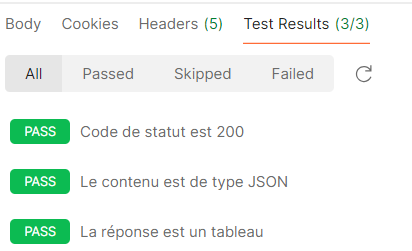 Body Cookies Headers (5) Test Results (3/3)
All Passed Skipped Failed
PASS Code de statut est 200
PASS Le contenu est de type JSON
PASS La réponse est un tableau